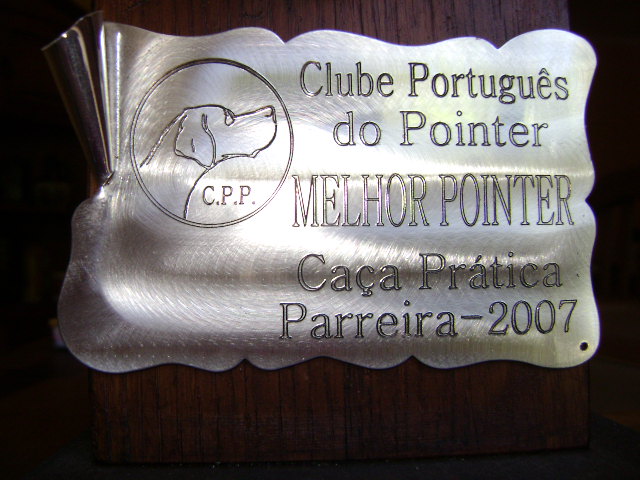 Clube Português
do Pointer
C.P.P.
MELHOR POINTER
Caça Prática
Parreira-2007